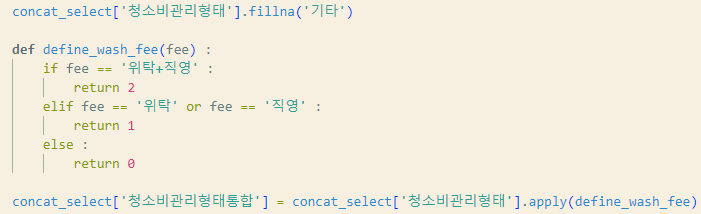 concat_select['청소비관리형태'].fillna('기타')

def define_wash_fee(fee) :
    if fee == '위탁+직영' :
        return 2
    elif fee == '위탁' or fee == '직영' :
        return 1
    else :
        return 0

concat_select['청소비관리형태통합'] = concat_select['청소비관리형태'].apply(define_wash_fee)